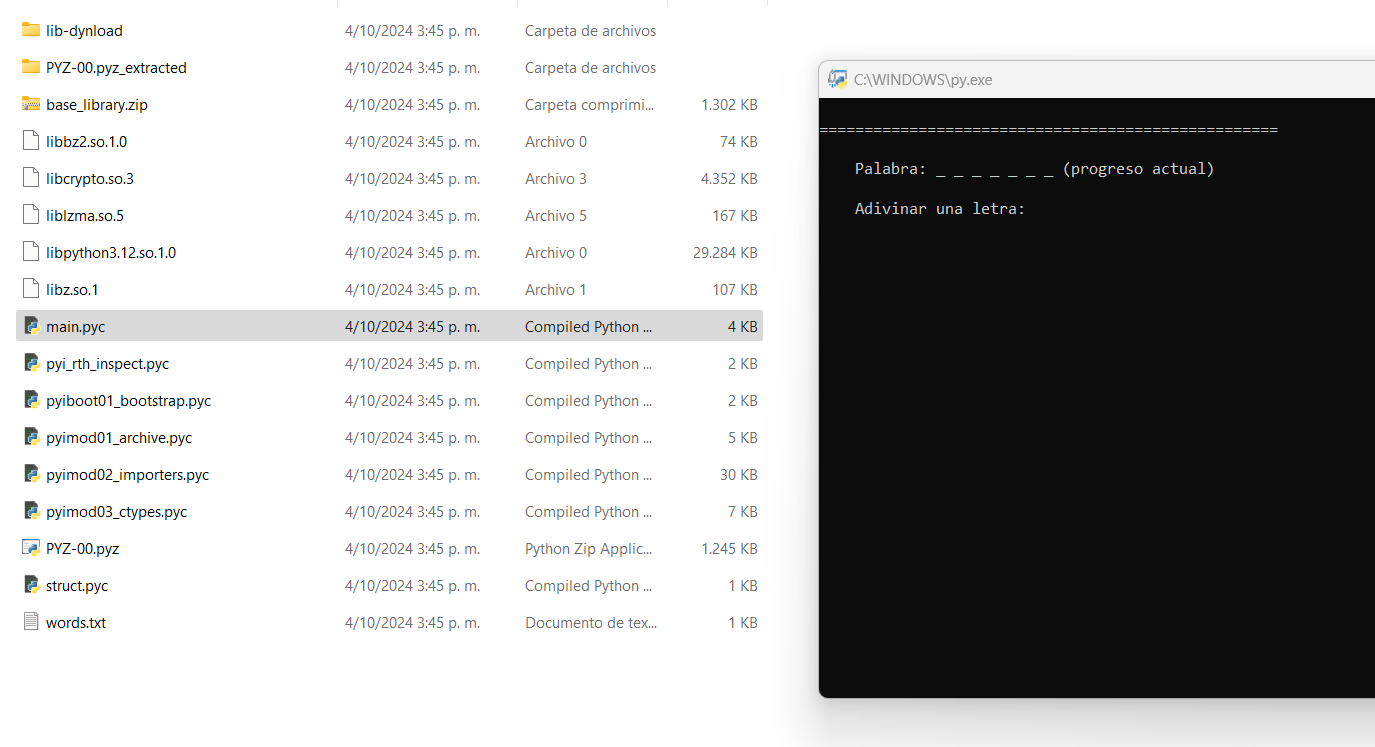 lib-dynload 4/10/2024 3:45 p. m. Carpeta de archivos
PYZ-00.pyz_extracted 4/10/2024 3:45 p. m. Carpeta de archivos
base_library.zip 4/10/2024 3:45 p. m. Carpeta comprimi... 1.302 KB
libbz2.so.1.0 4/10/2024 3:45 p. m. Archivo 0 74 KB
libcrypto.so.3 4/10/2024 3:45 p. m. Archivo 3 4.352 KB
liblzma.so.5 4/10/2024 3:45 p. m. Archivo 5 167 KB
libpython3.12.so.1.0 4/10/2024 3:45 p. m. Archivo 0 29.284 KB
libz.so.1 4/10/2024 3:45 p. m. Archivo 1 107 KB
main.pyc 4/10/2024 3:45 p. m. Compiled Python ... 4 KB
pyi_rth_inspect.pyc 4/10/2024 3:45 p. m. Compiled Python ... 2 KB
pyiboot01_bootstrap.pyc 4/10/2024 3:45 p. m. Compiled Python ... 2 KB
pyimod01_archive.pyc 4/10/2024 3:45 p. m. Compiled Python ... 5 KB
pyimod02_importers.pyc 4/10/2024 3:45 p. m. Compiled Python ... 30 KB
pyimod03_ctypes.pyc 4/10/2024 3:45 p. m. Compiled Python ... 7 KB
PYZ-00.pyz 4/10/2024 3:45 p. m. Python Zip Applic... 1.245 KB
struct.pyc 4/10/2024 3:45 p. m. Compiled Python ... 1 KB
words.txt 4/10/2024 3:45 p. m. Documento de tex... 1 KB
C:\WINDOWS\py.exe
===================================================
Palabra: _ _ _ _ _ _ _ (progreso actual)
Adivinar una letra: